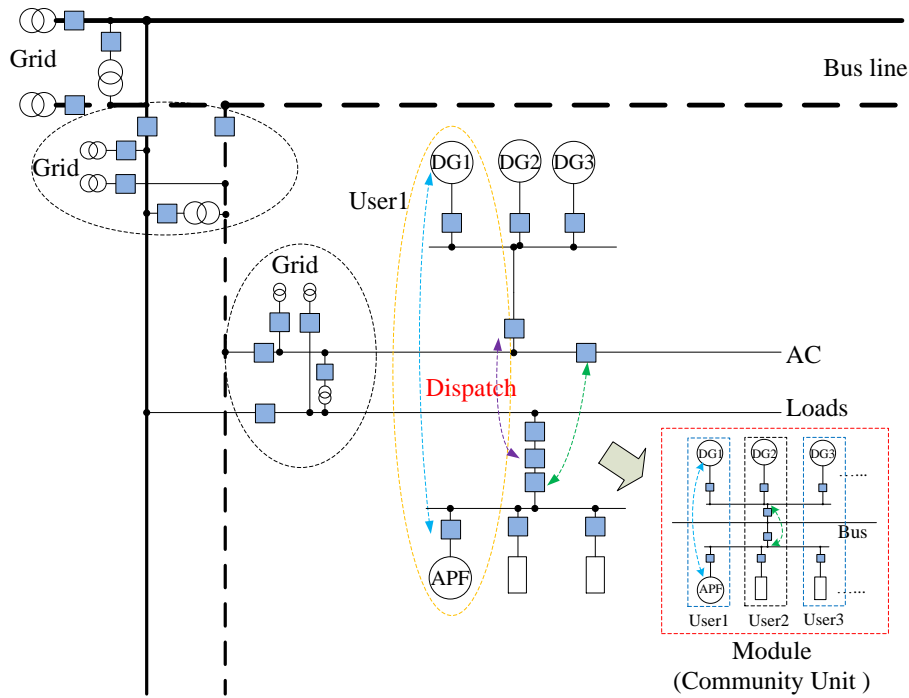 Grid
Bus line
Grid
DG1
DG2
DG3
User1
Grid
AC
Dispatch
Loads
DG1
DG2
DG3
......
Bus
APF
APF
......
User1
User2
User3
Module
(Community Unit )